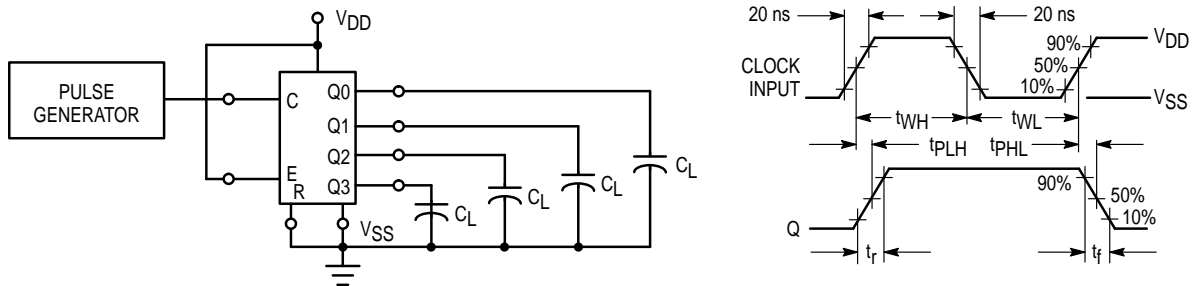 V_DD
PULSE
GENERATOR
C
E
R
Q0
Q1
Q2
Q3
V_SS
C_L
C_L
C_L
C_L
20 ns
20 ns
CLOCK
INPUT
90%
50%
10%
V_DD
V_SS
t_WH
t_WL
t_PLH
t_PHL
90%
50%
10%
Q
t_r
t_f